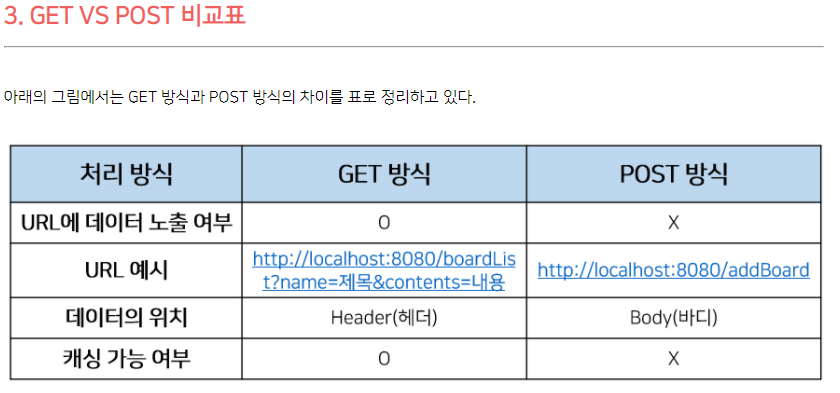 3. GET VS POST 비교표
아래의 그림에서는 GET 방식과 POST 방식의 차이를 표로 정리하고 있다.
처리 방식 GET 방식 POST 방식
URL에 데이터 노출 여부 O X
URL 예시 http://localhost:8080/boardLis
t?name=제목&contents=내용 http://localhost:8080/addBoard
데이터의 위치 Header(헤더) Body(바디)
캐싱 가능 여부 O X